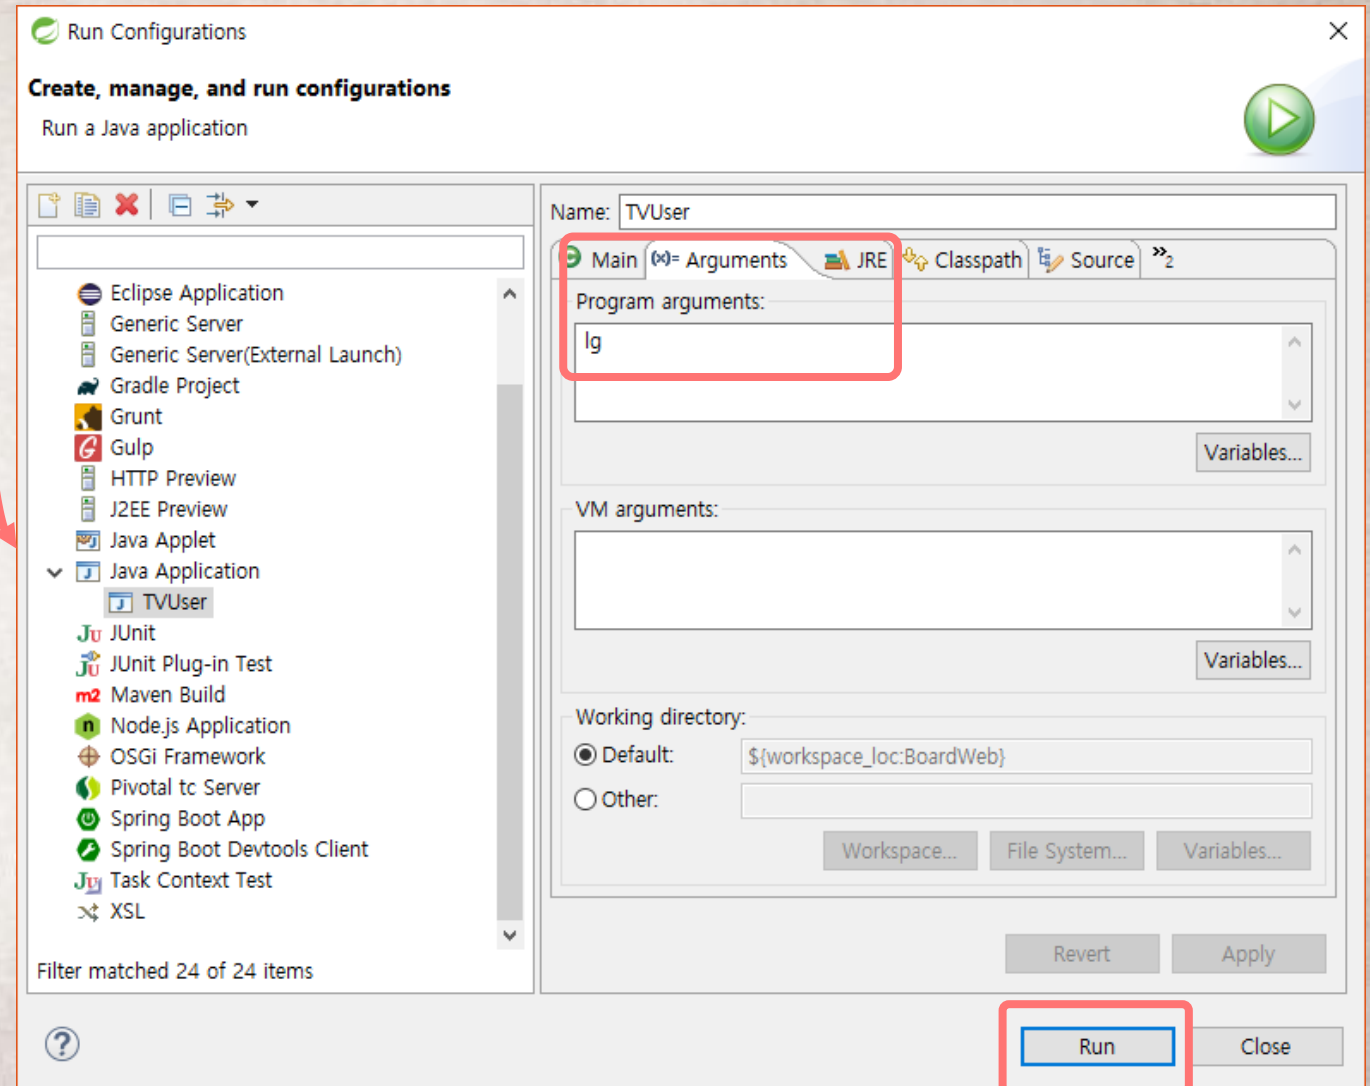 Run Configurations
Create, manage, and run configurations
Run a Java application
Eclipse Application
Generic Server
Generic Server(External Launch)
Gradle Project
Grunt
Gulp
HTTP Preview
J2EE Preview
Java Applet
Java Application
TVUser
JUnit
JUnit Plug-in Test
Maven Build
Node.js Application
OSGi Framework
Pivotal tc Server
Spring Boot App
Spring Boot Devtools Client
Task Context Test
XSL
Filter matched 24 of 24 items
Name: TVUser
Main (x)= Arguments JRE Classpath Source »2
Program arguments:
lg
Variables...
VM arguments:
Variables...
Working directory:
Default: ${workspace_loc:BoardWeb}
Other:
Workspace... File System... Variables...
Revert Apply
Run Close